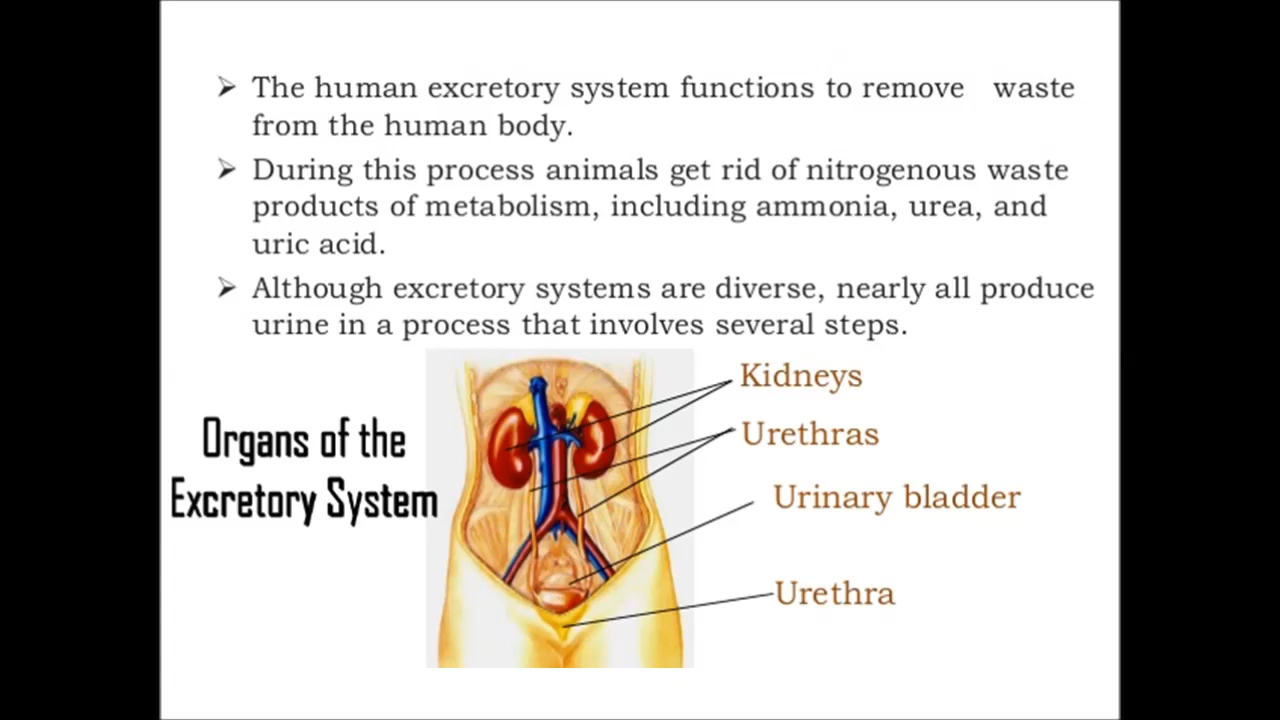 The human excretory system functions to remove waste
from the human body.
During this process animals get rid of nitrogenous waste
products of metabolism, including ammonia, urea, and
uric acid.
Although excretory systems are diverse, nearly all produce
urine in a process that involves several steps.
Organs of the
Excretory System
Kidneys
Urethras
Urinary bladder
Urethra